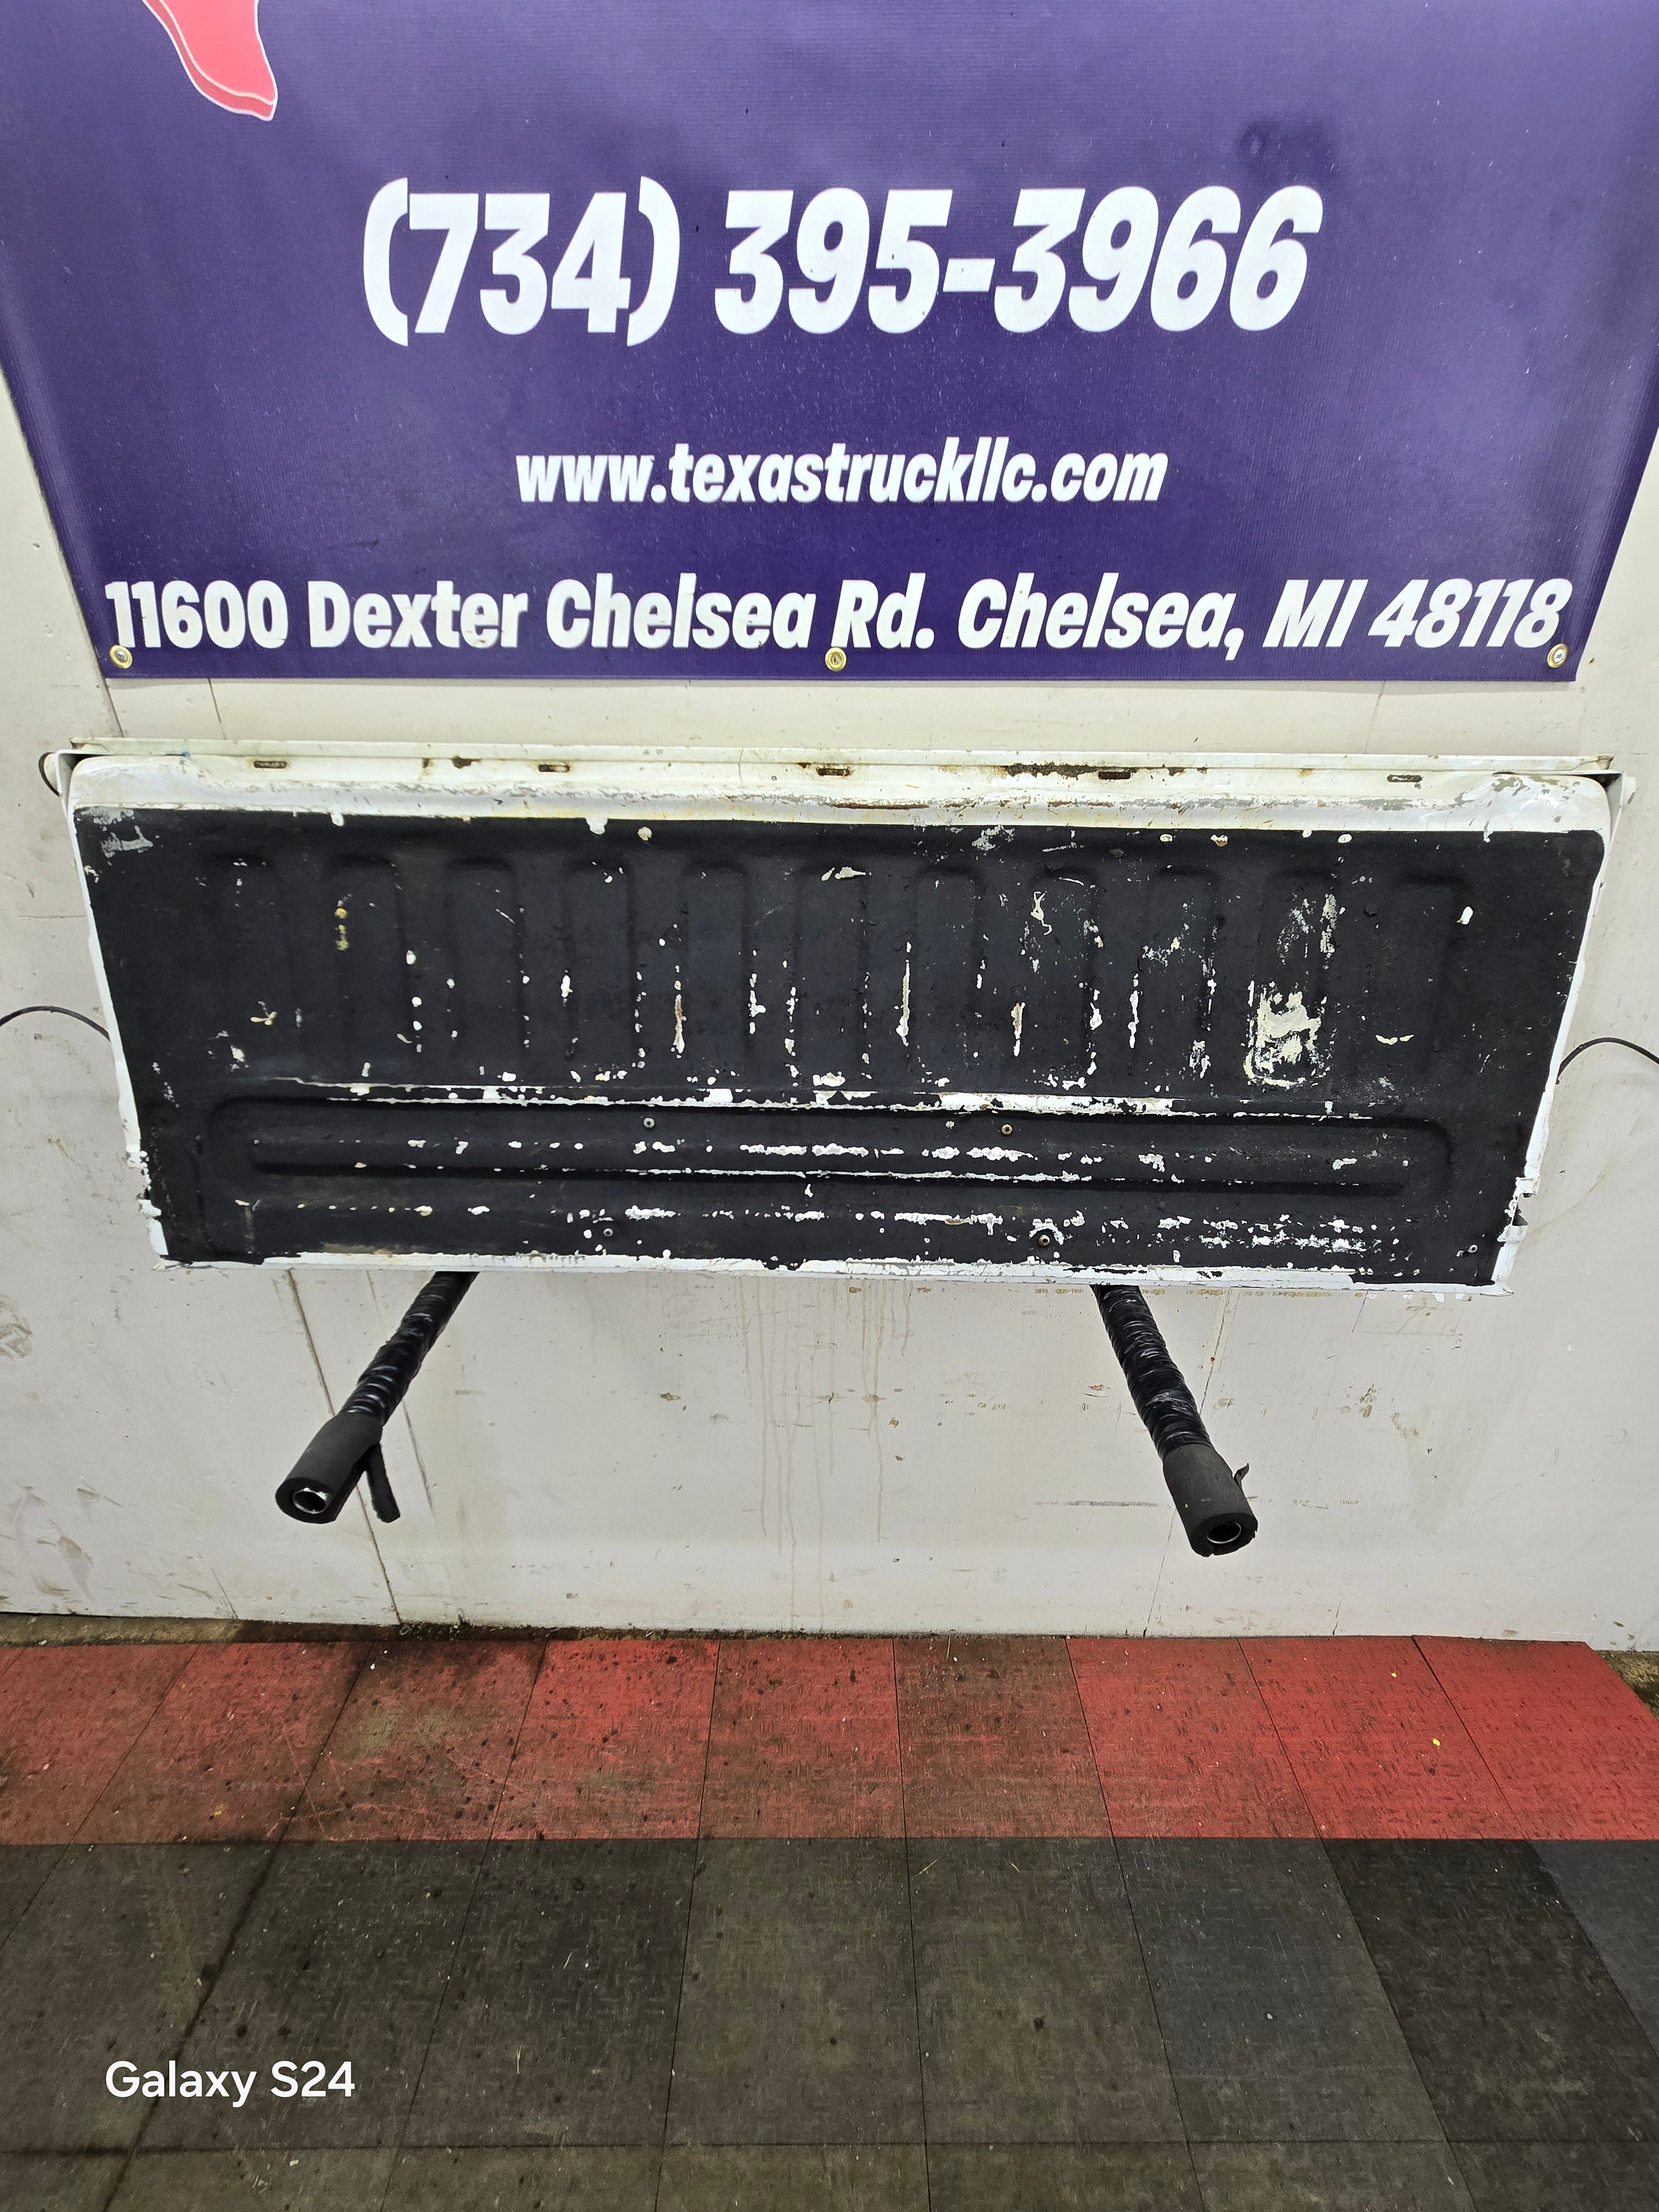 (734) 395-3966
www.texastruckllc.com
11600 Dexter Chelsea Rd. Chelsea, MI 48118
Galaxy S24